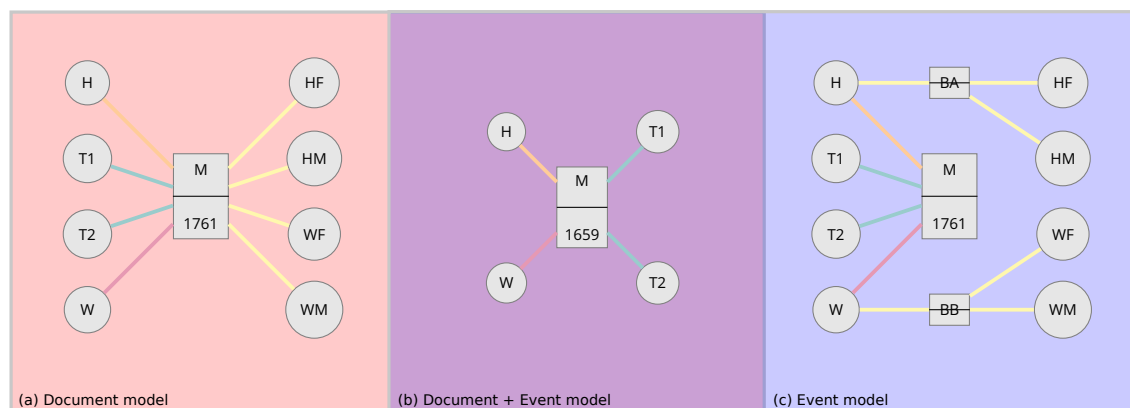 H
HF
T1
HM
M
1761
T2
WF
W
WM
(a) Document model
H
T1
M
1659
W
T2
(b) Document + Event model
H
BA
HF
T1
HM
M
1761
T2
WF
W
BB
WM
(c) Event model